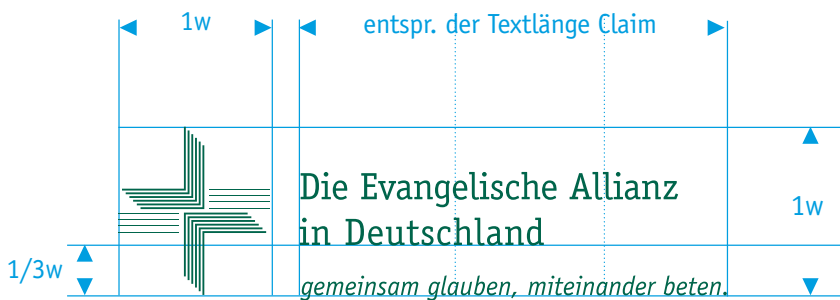 1w
entspr. der Textlänge Claim
Die Evangelische Allianz
in Deutschland
1w
1/3w
gemeinsam glauben, miteinander beten.